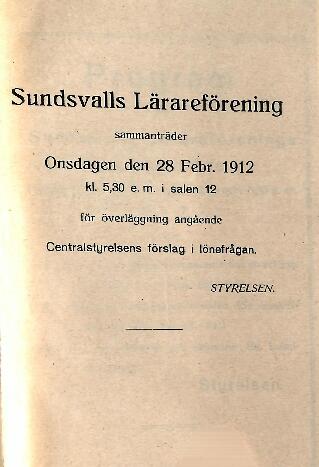 Sundsvalls Lärareförening
sammanträder
Onsdagen den 28 Febr. 1912
kl. 5,30 e. m. i salen 12
för överläggning angående
Centralstyrelsens förslag i lönefrågan.
STYRELSEN.
Styrelsen.